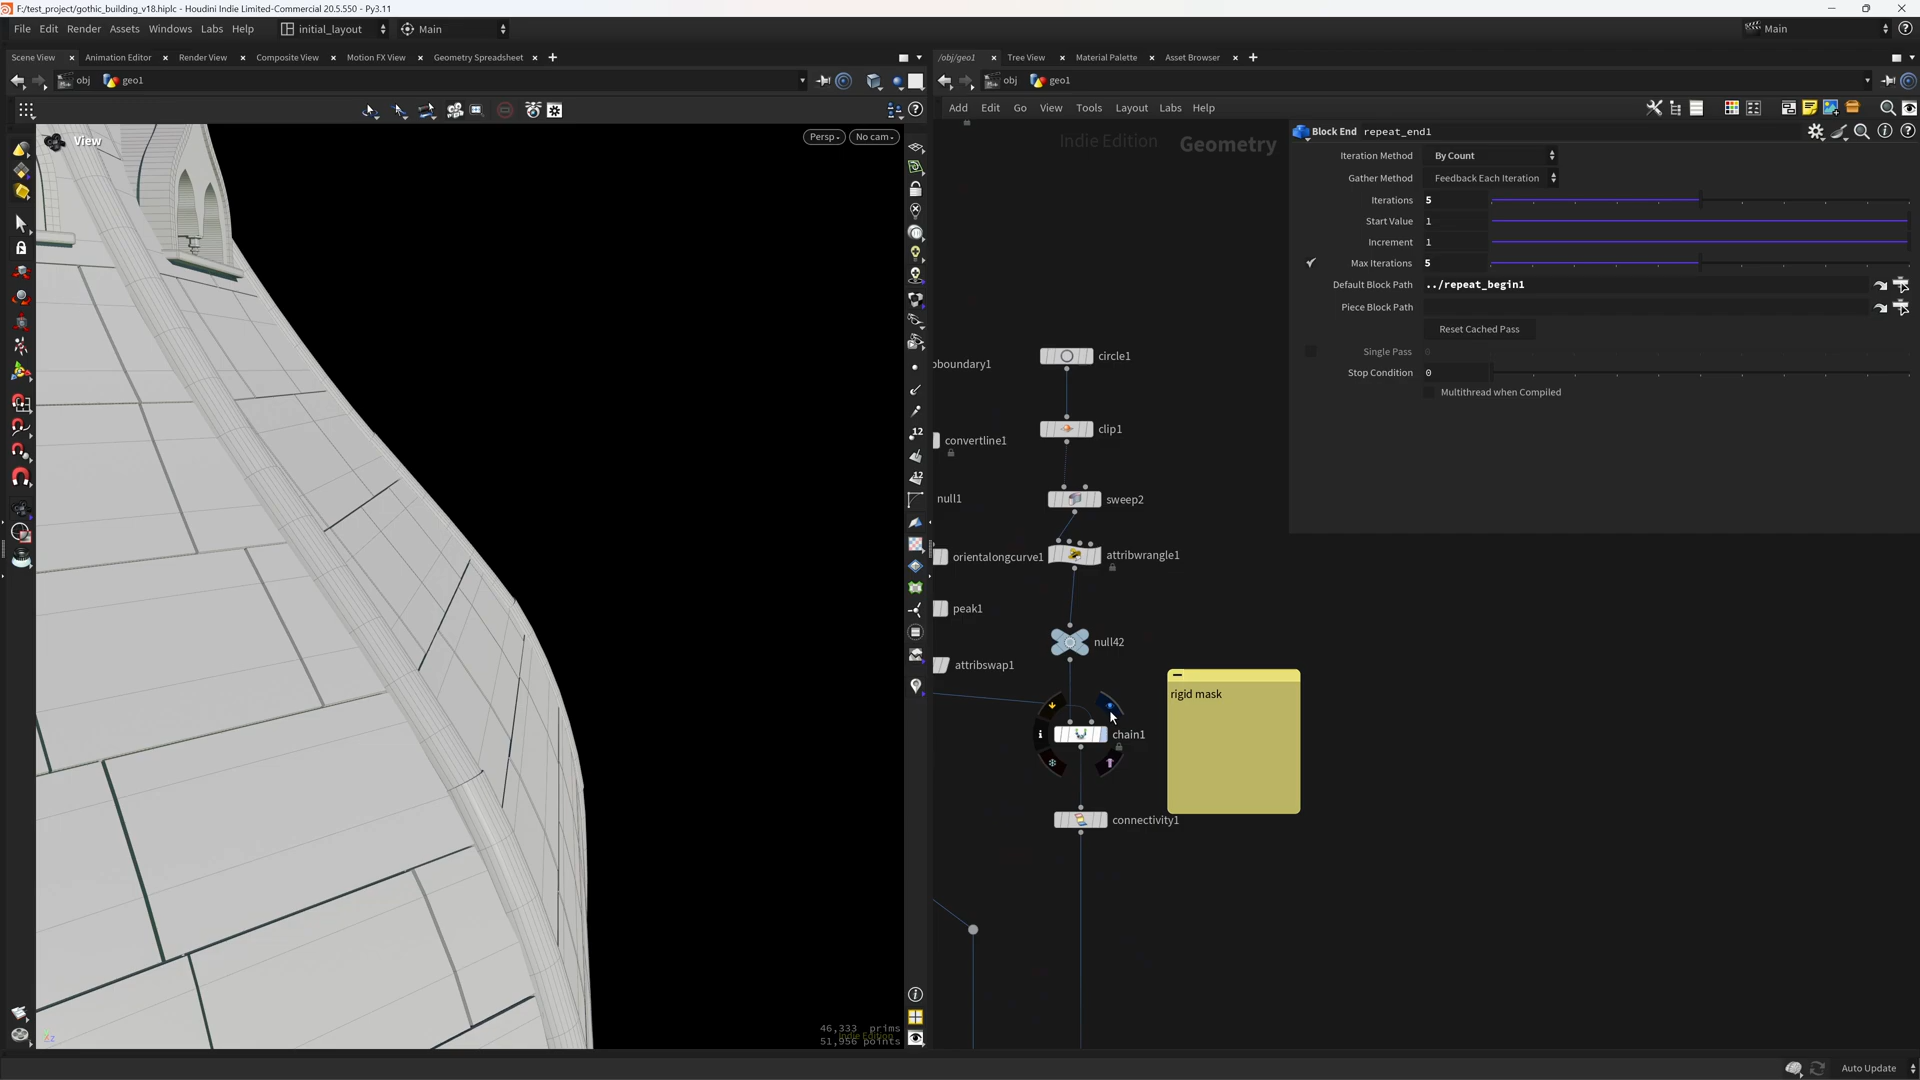 F:/test_project/gothic_building_v18.hiplc - Houdini Indie Limited-Commercial 20.5.550 - Py3.11
File Edit Render Assets Windows Labs Help initial_layout Main Main
Scene View Animation Editor Render View Composite View Motion FX View Geometry Spreadsheet
/obj/geo1 Tree View Material Palette Asset Browser
obj geo1
obj geo1
Add Edit Go View Tools Layout Labs Help
View
Persp No cam
Indie Edition Geometry
Block End repeat_end1
Iteration Method By Count
Gather Method Feedback Each Iteration
Iterations 5
Start Value 1
Increment 1
Max Iterations 5
Default Block Path ../repeat_begin1
Piece Block Path
Reset Cached Pass
Single Pass 0
Stop Condition 0
Multithread when Compiled
circle1
boundary1
clip1
convertline1
null1
sweep2
orientalongcurve1
attribwrangle1
peak1
null42
attribswap1
rigid mask
chain1
connectivity1
12
12
46,333 prims
Indie Edition
51,956 points
Auto Update